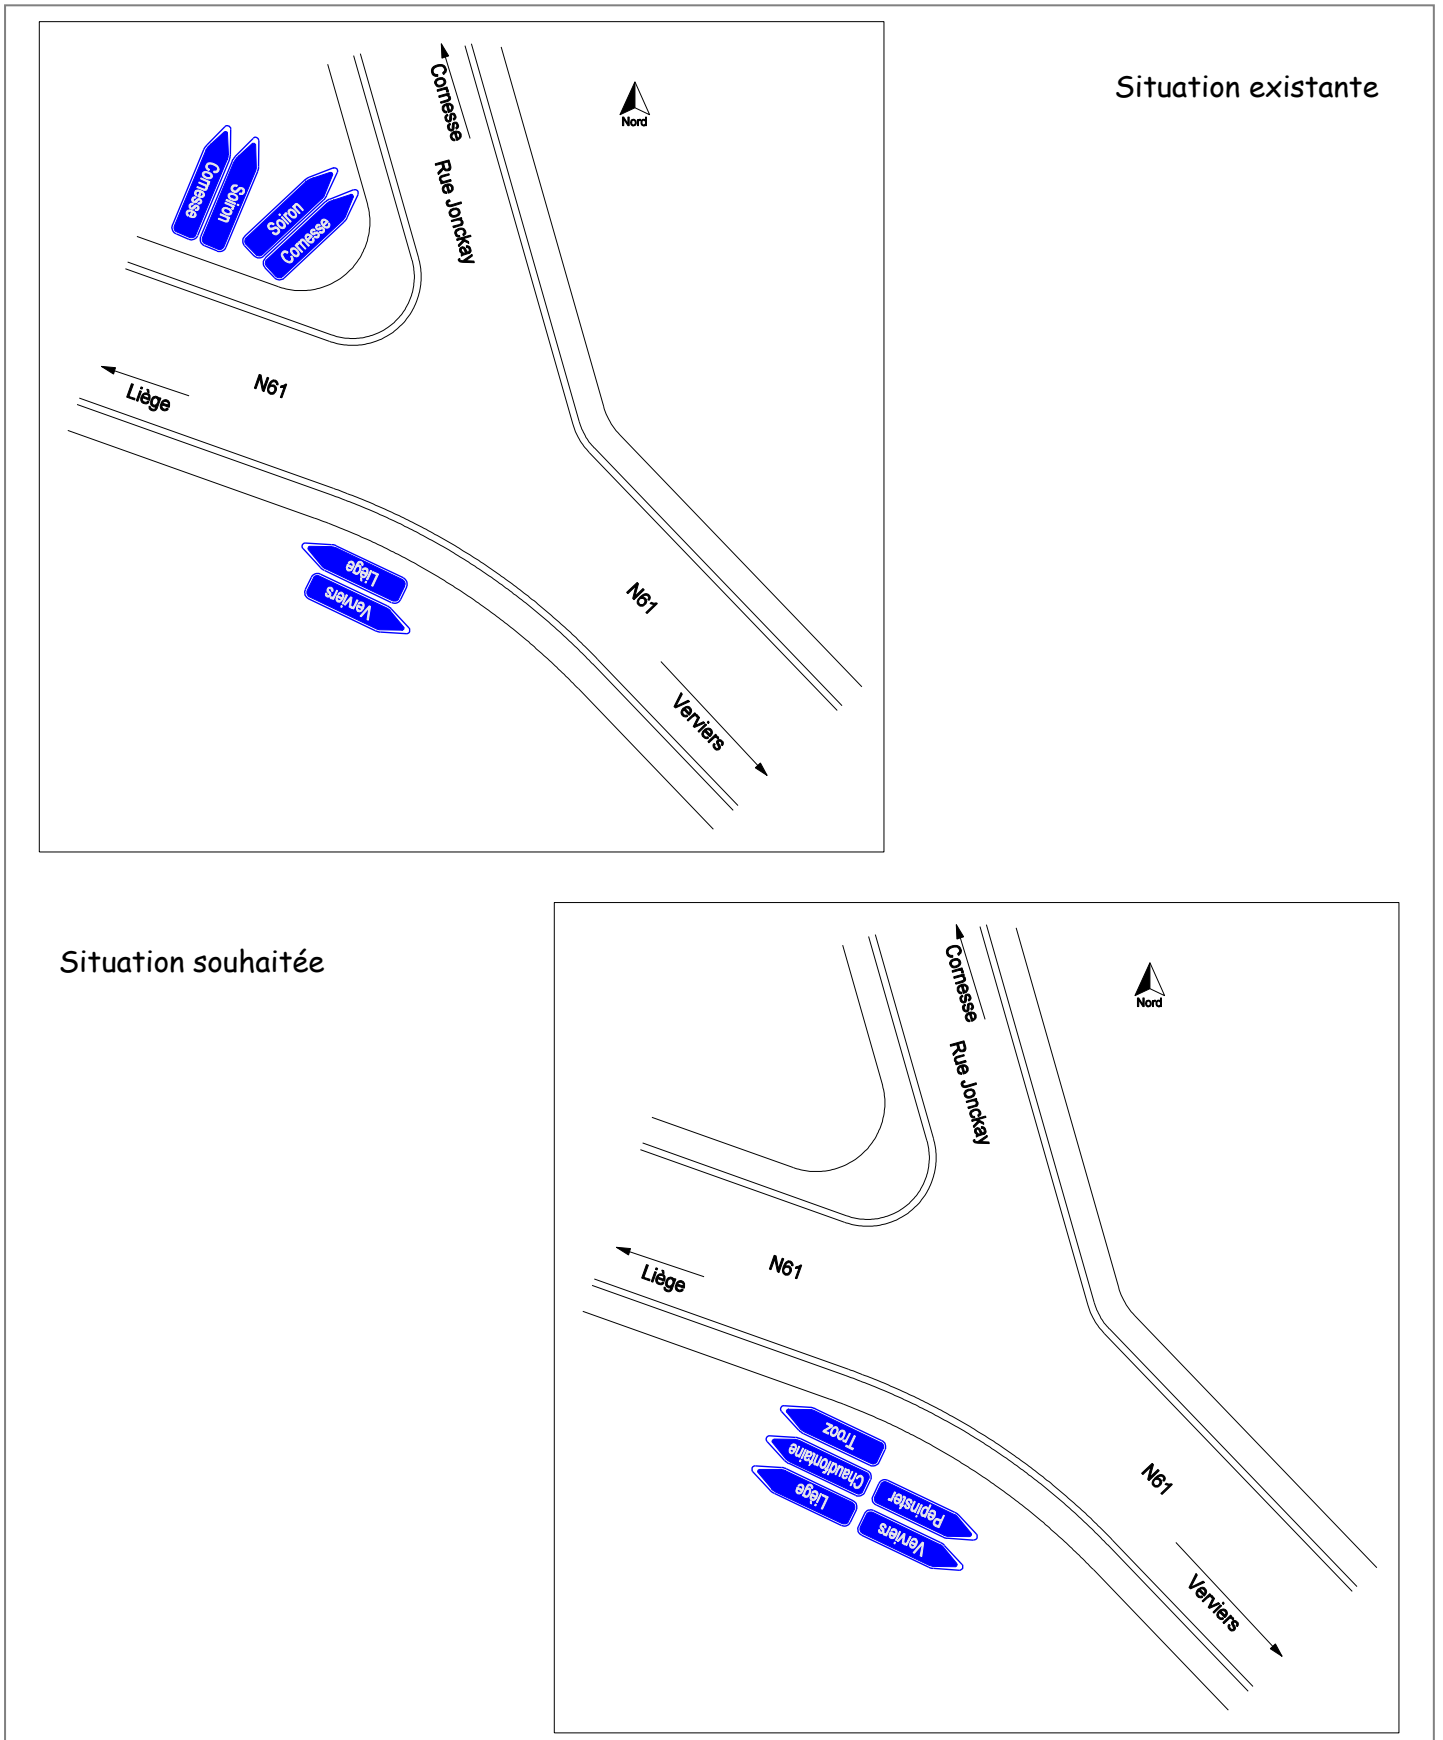 Situation existante
Cornesse
Rue Jonckay
Nord
Cornesse
Soiron
Soiron
Cornesse
N61
Liège
Liège
Verviers
N61
Verviers
Situation souhaitée
Cornesse
Rue Jonckay
Nord
N61
Liège
Trooz
Chaudfontaine
Liège
Pepinster
Verviers
N61
Verviers